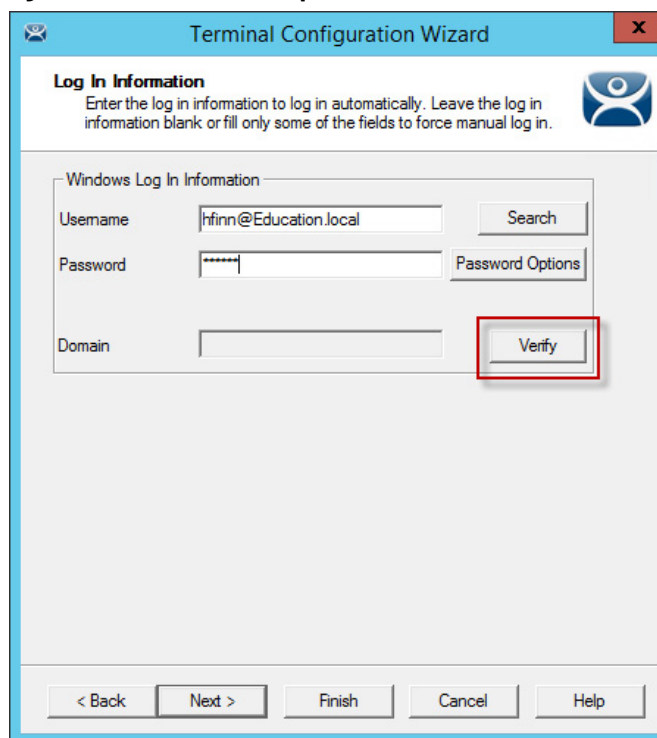 Terminal Configuration Wizard
x
Log In Information
Enter the log in information to log in automatically. Leave the log in
information blank or fill only some of the fields to force manual log in.
Windows Log In Information
Username hfinn@Education.local Search
Password ****** Password Options
Domain Verify
< Back Next > Finish Cancel Help